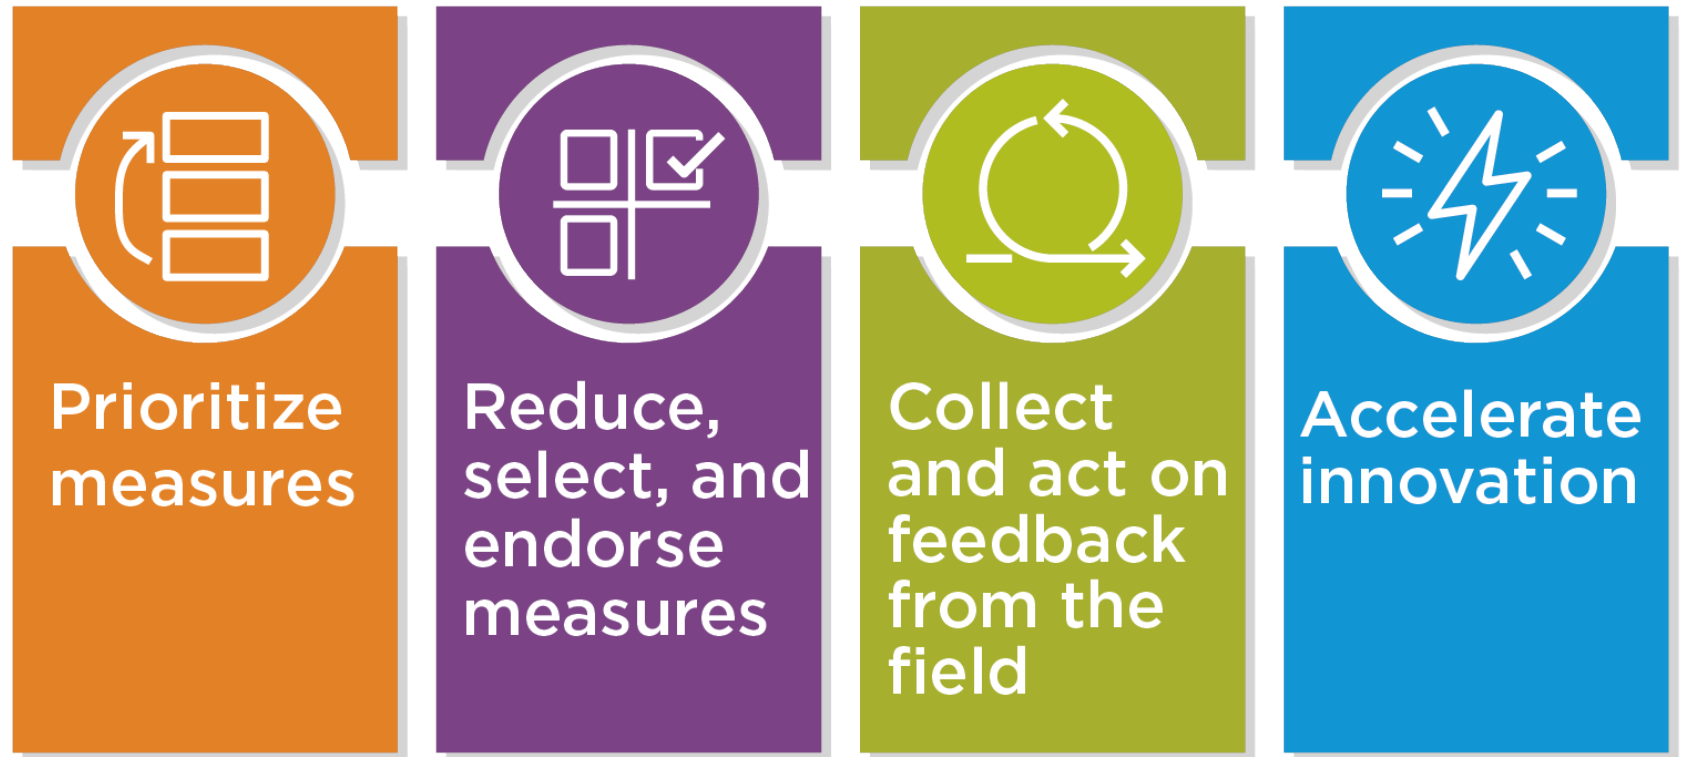 Prioritize
measures
Reduce,
select, and
endorse
measures
Collect
and act on
feedback
from the
field
Accelerate
innovation